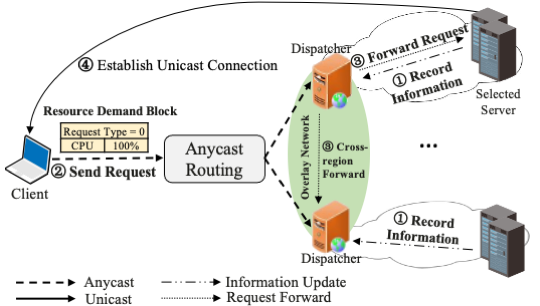 Dispatcher
③ Forward Request
④ Establish Unicast Connection
① Record
Information
Selected
Server
Resource Demand Block
Request Type = 0
CPU 100%
② Send Request
Client
Anycast
Routing
Overlay Network
③ Cross-
region
Forward
...
① Record
Information
Dispatcher
Anycast
Information Update
Unicast
Request Forward